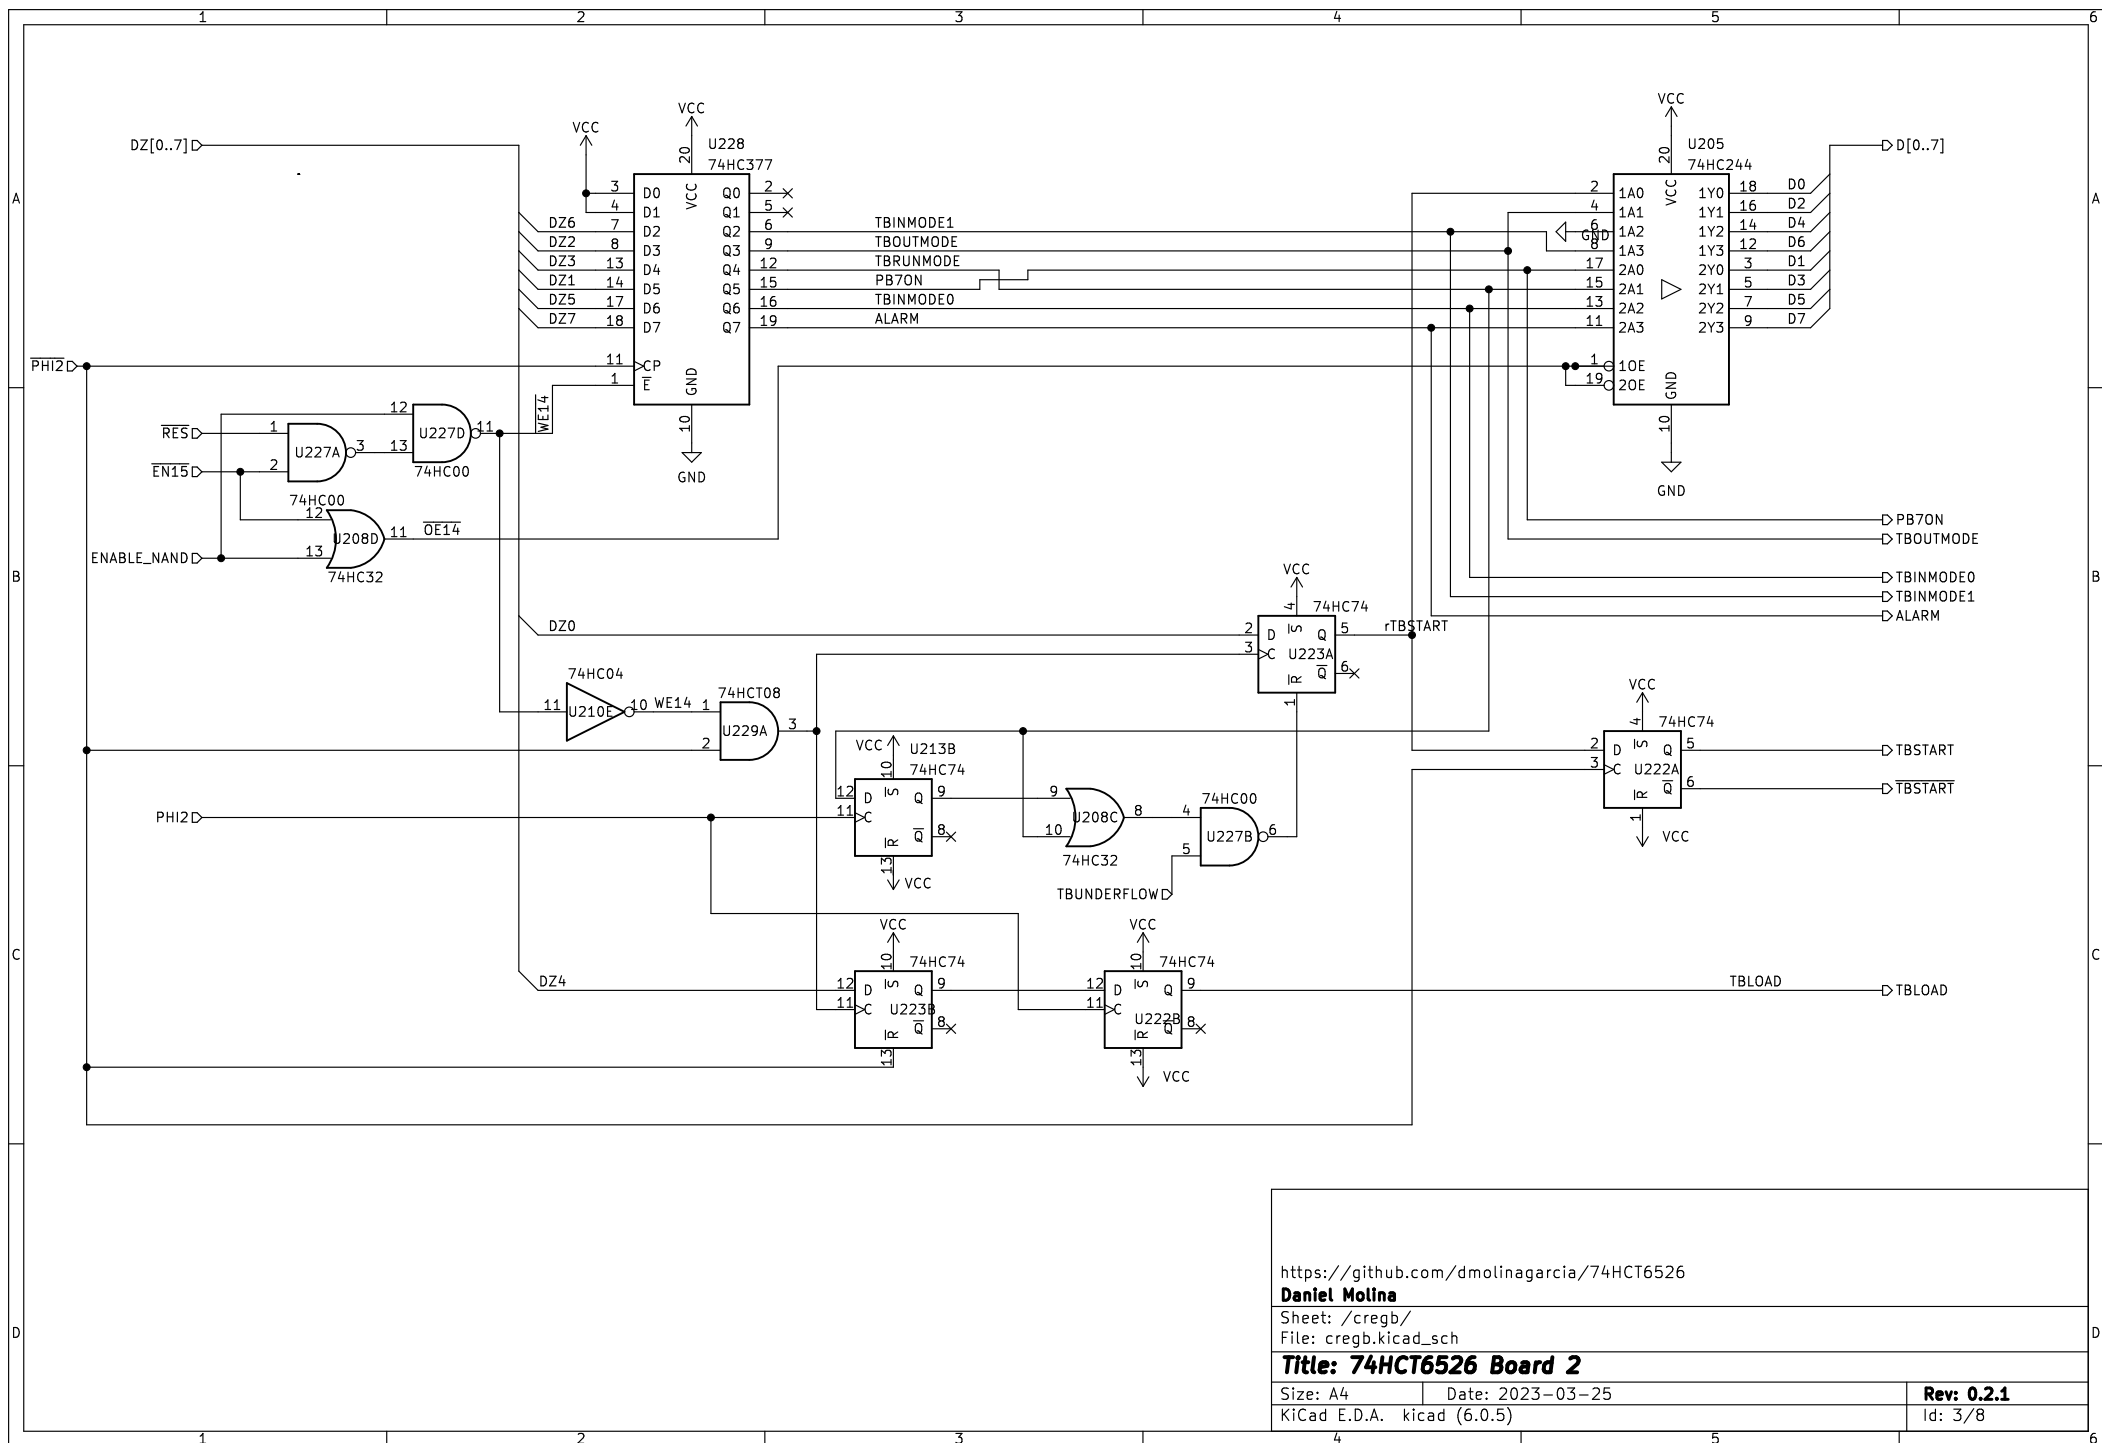 1 2 3 4 5 6
VCC
VCC
VCC
DZ[0..7]
U228
74HC377
U205
74HC244
D[0..7]
20
VCC
20
VCC
A
A
3 D0 Q0 2
4 D1 Q1 5
DZ6 7 D2 Q2 6 TBINMODE1
DZ2 8 D3 Q3 9 TBOUTMODE
DZ3 13 D4 Q4 12 TBRUNMODE
DZ1 14 D5 Q5 15 PB7ON
DZ5 17 D6 Q6 16 TBINMODE0
DZ7 18 D7 Q7 19 ALARM
2 1A0 1Y0 18 D0
4 1A1 1Y1 16 D2
GND 6 1A2 1Y2 14 D4
8 1A3 1Y3 12 D6
17 2A0 2Y0 3 D1
15 2A1 2Y1 5 D3
13 2A2 2Y2 7 D5
11 2A3 2Y3 9 D7
P̅H̅I̅2̅
11 CP
1 E̅
GND
10
GND
1 1OE
19 2OE
GND
10
GND
W̅E̅1̅4̅
R̅E̅S̅
1
U227A
3
E̅N̅1̅5̅
2
74HC00
12
13
U227D
11
74HC00
12
U208D
11
O̅E̅1̅4̅
ENABLE_NAND
13
74HC32
PB7ON
TBOUTMODE
TBINMODE0
TBINMODE1
ALARM
B
B
VCC
4
74HC74
DZ0
2 D S̅ Q 5
rTBSTART
3 C U223A
R̅ Q̅ 6
1
74HC04
11 U210E 10 WE14
74HCT08
1
U229A 3
2
VCC
4
74HC74
2 D S̅ Q 5
TBSTART
3 C U222A
R̅ Q̅ 6
T̅B̅S̅T̅A̅R̅T̅
1
VCC
VCC
10
U213B
74HC74
12 D S̅ Q 9
PHI2
11 C
R̅ Q̅ 8
13
VCC
9
U208C 8
10
74HC32
74HC00
4
U227B 6
5
TBUNDERFLOW
C
C
VCC
10
74HC74
DZ4
12 D S̅ Q 9
11 C U223B
R̅ Q̅ 8
13
VCC
10
74HC74
12 D S̅ Q 9
TBLOAD
TBLOAD
11 C U222B
R̅ Q̅ 8
13
VCC
https://github.com/dmolinagarcia/74HCT6526
Daniel Molina
Sheet: /cregb/
File: cregb.kicad_sch
D
D
Title: 74HCT6526 Board 2
Size: A4 Date: 2023-03-25 Rev: 0.2.1
KiCad E.D.A. kicad (6.0.5) Id: 3/8
1 2 3 4 5 6